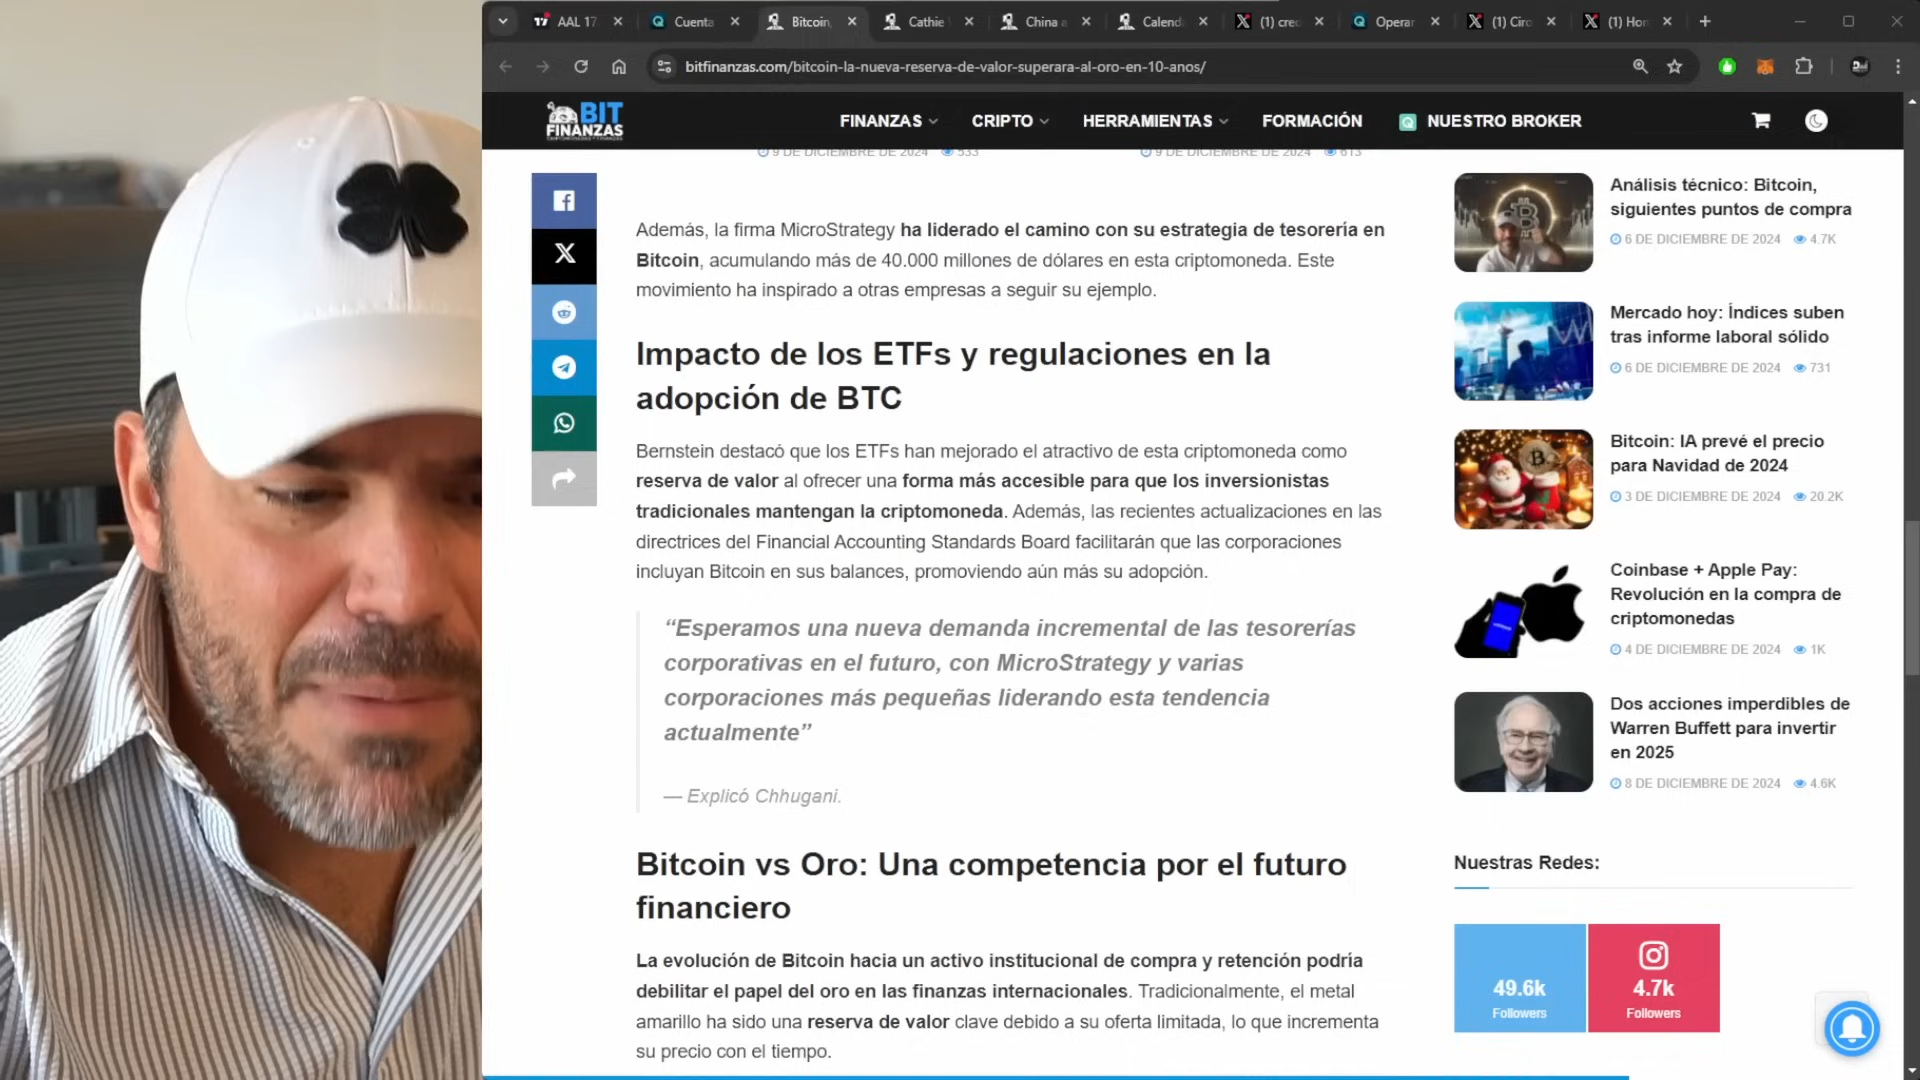 AAL 17
Cuenta
Bitcoin,
Cathie
China a
Calend
(1) cred
Operar
(1) Circ
(1) Hom
bitfinanzas.com/bitcoin-la-nueva-reserva-de-valor-superara-al-oro-en-10-anos/
BIT
FINANZAS
FINANZAS
CRIPTO
HERRAMIENTAS
FORMACIÓN
NUESTRO BROKER
9 DE DICIEMBRE DE 2024 533
9 DE DICIEMBRE DE 2024 613
Además, la firma MicroStrategy ha liderado el camino con su estrategia de tesorería en
Bitcoin, acumulando más de 40.000 millones de dólares en esta criptomoneda. Este
movimiento ha inspirado a otras empresas a seguir su ejemplo.
Impacto de los ETFs y regulaciones en la
adopción de BTC
Bernstein destacó que los ETFs han mejorado el atractivo de esta criptomoneda como
reserva de valor al ofrecer una forma más accesible para que los inversionistas
tradicionales mantengan la criptomoneda. Además, las recientes actualizaciones en las
directrices del Financial Accounting Standards Board facilitarán que las corporaciones
incluyan Bitcoin en sus balances, promoviendo aún más su adopción.
“Esperamos una nueva demanda incremental de las tesorerías
corporativas en el futuro, con MicroStrategy y varias
corporaciones más pequeñas liderando esta tendencia
actualmente”
— Explicó Chhugani.
Bitcoin vs Oro: Una competencia por el futuro
financiero
La evolución de Bitcoin hacia un activo institucional de compra y retención podría
debilitar el papel del oro en las finanzas internacionales. Tradicionalmente, el metal
amarillo ha sido una reserva de valor clave debido a su oferta limitada, lo que incrementa
su precio con el tiempo.
Análisis técnico: Bitcoin,
siguientes puntos de compra
6 DE DICIEMBRE DE 2024 4.7K
Mercado hoy: Índices suben
tras informe laboral sólido
6 DE DICIEMBRE DE 2024 731
Bitcoin: IA prevé el precio
para Navidad de 2024
3 DE DICIEMBRE DE 2024 20.2K
Coinbase + Apple Pay:
Revolución en la compra de
criptomonedas
4 DE DICIEMBRE DE 2024 1K
Dos acciones imperdibles de
Warren Buffett para invertir
en 2025
8 DE DICIEMBRE DE 2024 4.6K
Nuestras Redes:
49.6k
Followers
4.7k
Followers